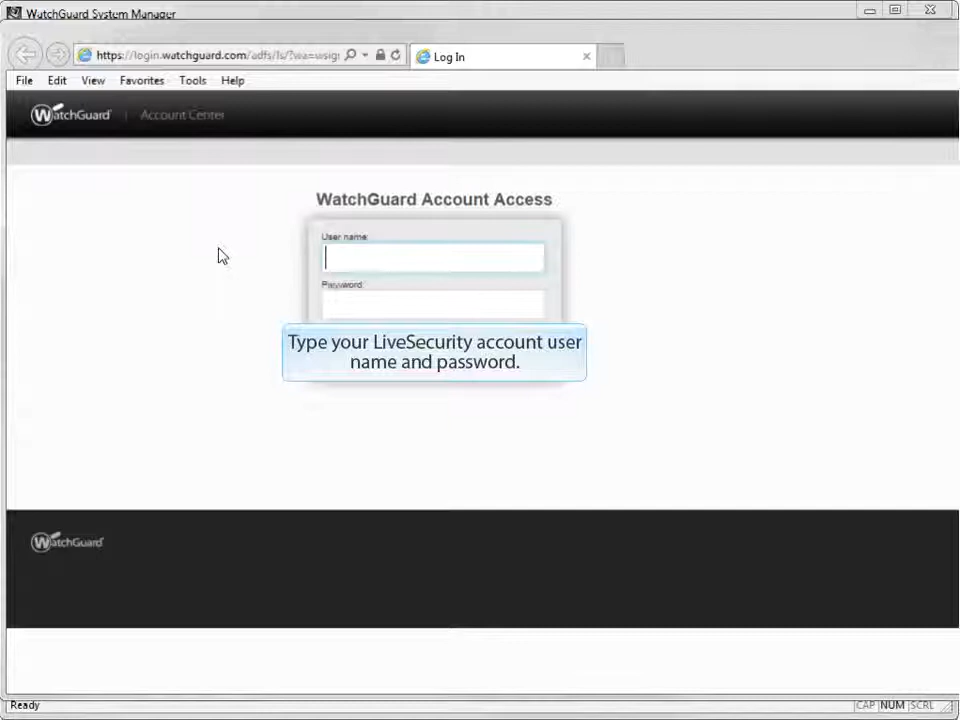 WatchGuard System Manager
https://login.watchguard.com/adfs/ls/?wa=wsig
Log In
File Edit View Favorites Tools Help
WatchGuard | Account Center
WatchGuard Account Access
User name:
Password:
Type your LiveSecurity account user
name and password.
WatchGuard
Ready
CAP NUM SCRL